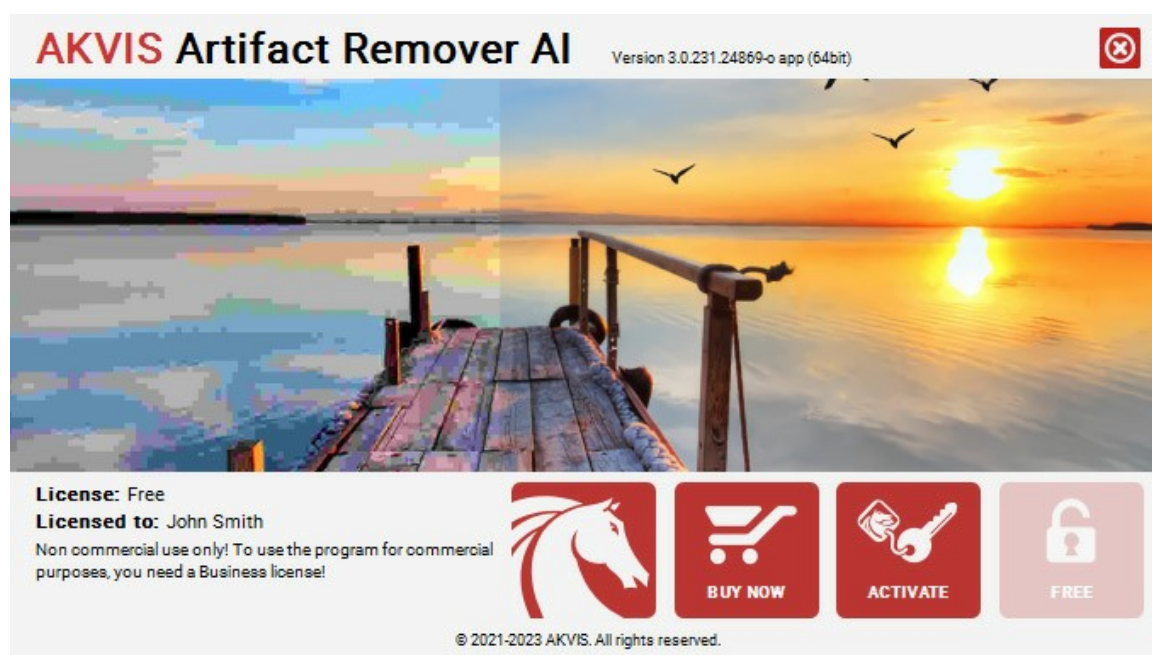 AKVIS Artifact Remover AI Version 3.0.231.24869-o app (64bit)
License: Free
Licensed to: John Smith
Non commercial use only! To use the program for commercial
purposes, you need a Business license!
BUY NOW
ACTIVATE
FREE
© 2021-2023 AKVIS. All rights reserved.